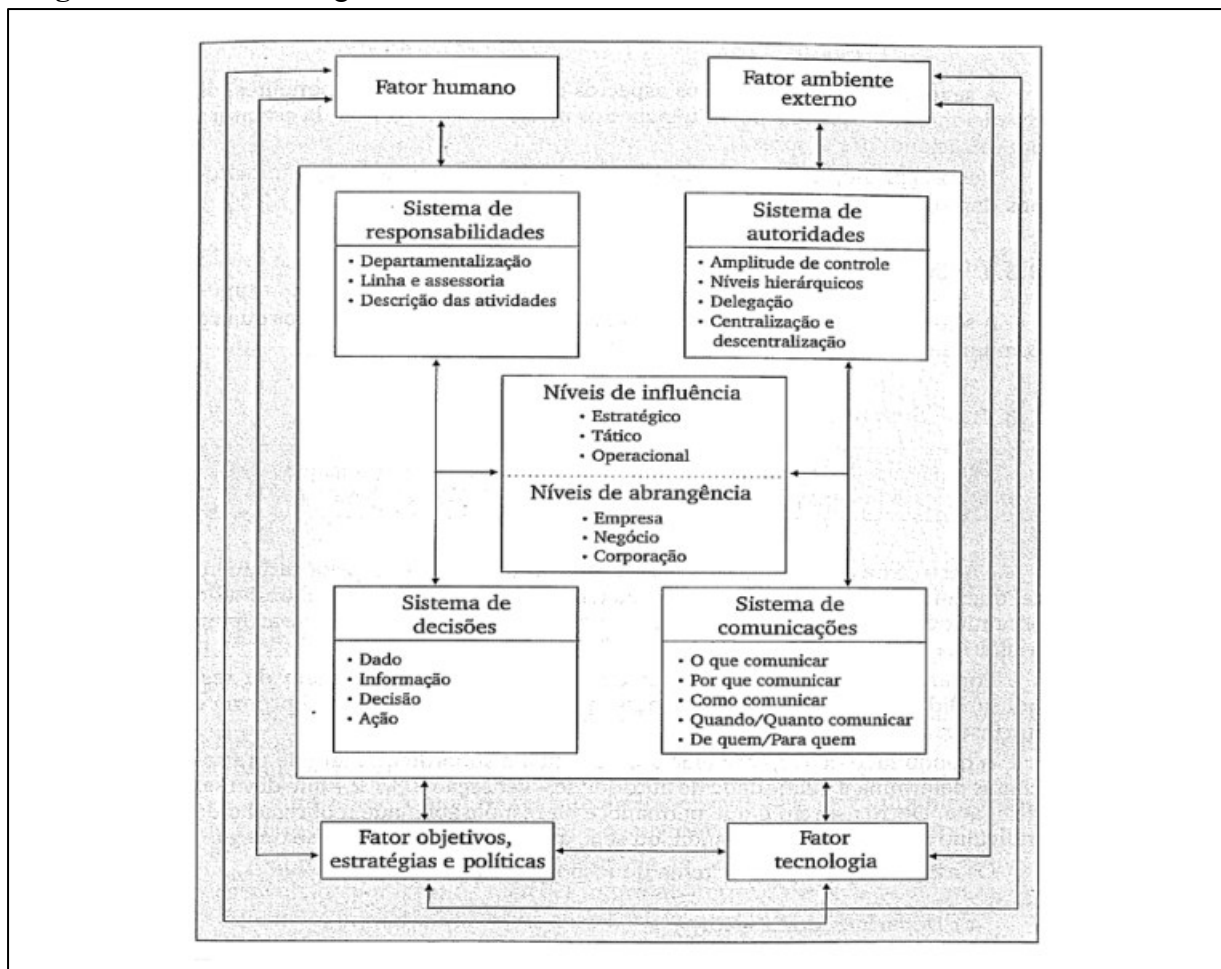 Fator humano
Fator ambiente
externo
Sistema de
responsabilidades
• Departamentalização
• Linha e assessoria
• Descrição das atividades
Sistema de
autoridades
• Amplitude de controle
• Níveis hierárquicos
• Delegação
• Centralização e
descentralização
Níveis de influência
• Estratégico
• Tático
• Operacional
Níveis de abrangência
• Empresa
• Negócio
• Corporação
Sistema de
decisões
• Dado
• Informação
• Decisão
• Ação
Sistema de
comunicações
• O que comunicar
• Por que comunicar
• Como comunicar
• Quando/Quanto comunicar
• De quem/Para quem
Fator objetivos,
estratégias e políticas
Fator
tecnologia